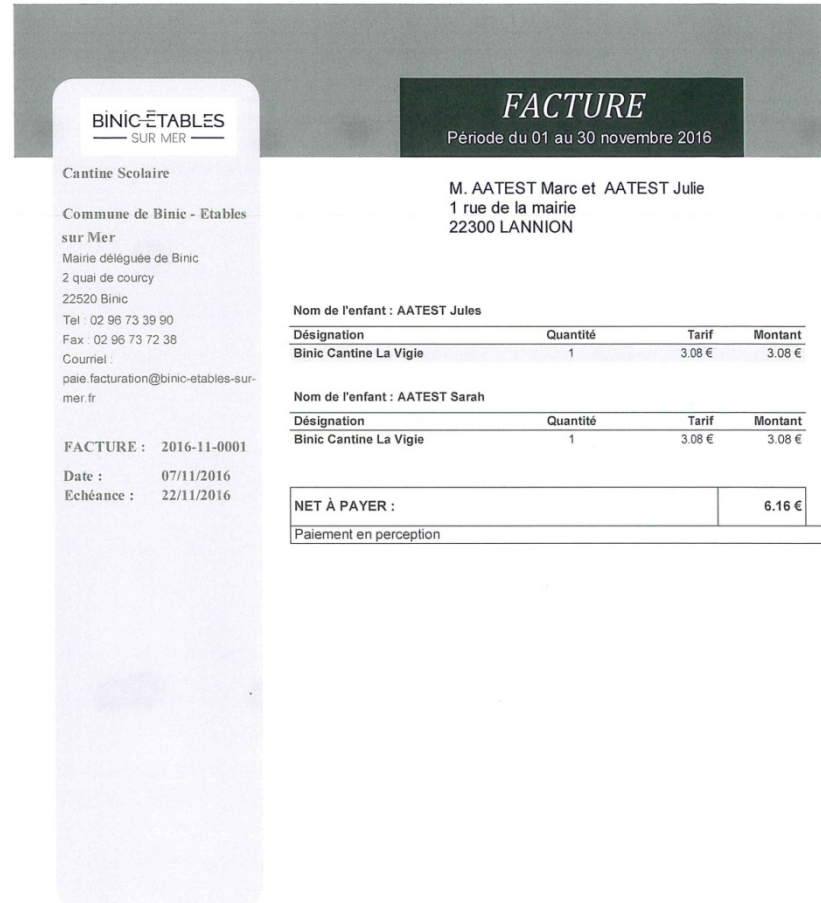 BINIC-ÉTABLES
SUR MER
FACTURE
Période du 01 au 30 novembre 2016
Cantine Scolaire
Commune de Binic - Etables
sur Mer
Mairie déléguée de Binic
2 quai de courcy
22520 Binic
Tel : 02 96 73 39 90
Fax : 02 96 73 72 38
Courriel :
paie.facturation@binic-etables-sur-
mer.fr
FACTURE : 2016-11-0001
Date : 07/11/2016
Echéance : 22/11/2016
M. AATEST Marc et AATEST Julie
1 rue de la mairie
22300 LANNION
Nom de l'enfant : AATEST Jules
Désignation Quantité Tarif Montant
Binic Cantine La Vigie 1 3.08 € 3.08 €
Nom de l'enfant : AATEST Sarah
Désignation Quantité Tarif Montant
Binic Cantine La Vigie 1 3.08 € 3.08 €
NET À PAYER : 6.16 €
Paiement en perception